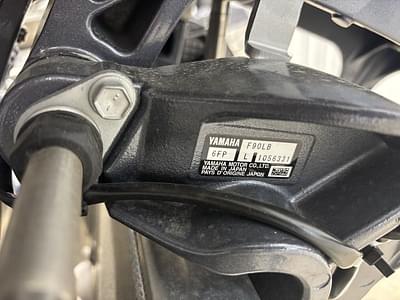 YAMAHA F90LB
6FP L 1056331
YAMAHA MOTOR CO.,LTD.
MADE IN JAPAN
PAYS D'ORIGINE JAPON